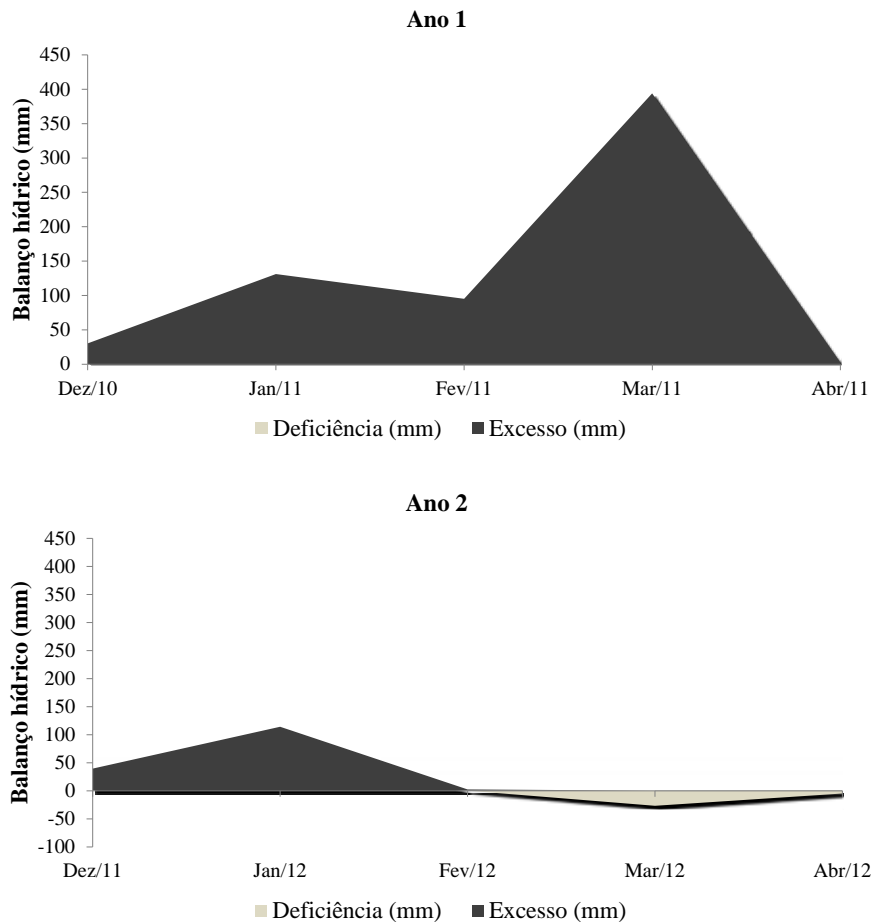 Ano 1
Balanço hídrico (mm)
450
400
350
300
250
200
150
100
50
0
Dez/10 Jan/11 Fev/11 Mar/11 Abr/11
Deficiência (mm) Excesso (mm)
Ano 2
Balanço hídrico (mm)
450
400
350
300
250
200
150
100
50
0
-50
-100
Dez/11 Jan/12 Fev/12 Mar/12 Abr/12
Deficiência (mm) Excesso (mm)